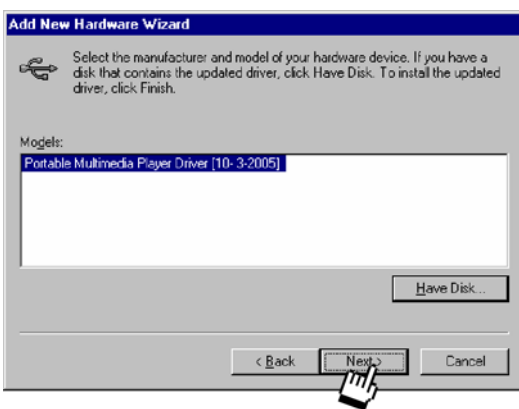 Add New Hardware Wizard
Select the manufacturer and model of your hardware device. If you have a
disk that contains the updated driver, click Have Disk. To install the updated
driver, click Finish.
Models:
Portable Multimedia Player Driver [10- 3-2005]
Have Disk...
< Back Next > Cancel